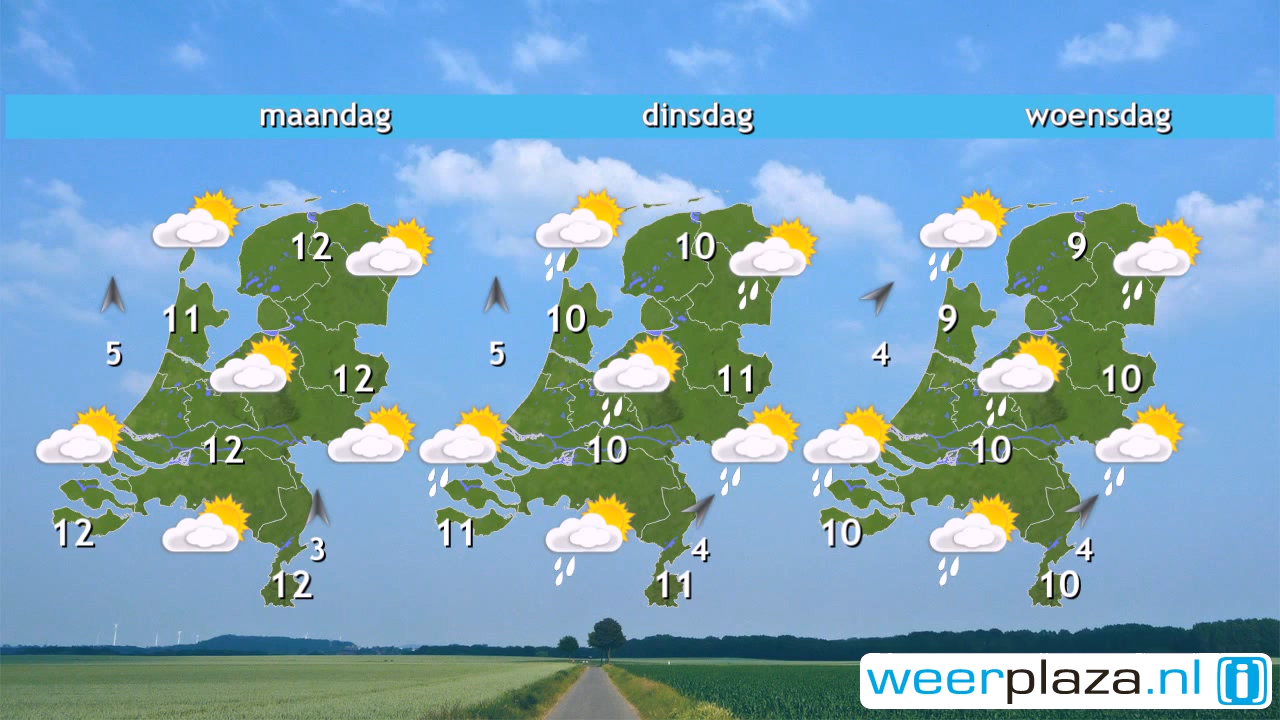 maandag dinsdag woensdag
12 10 9
11 10 9
5 5 4
12 11 10
12 10 10
12 11 10
3 4 4
12 11 10
weerplaza.nl i